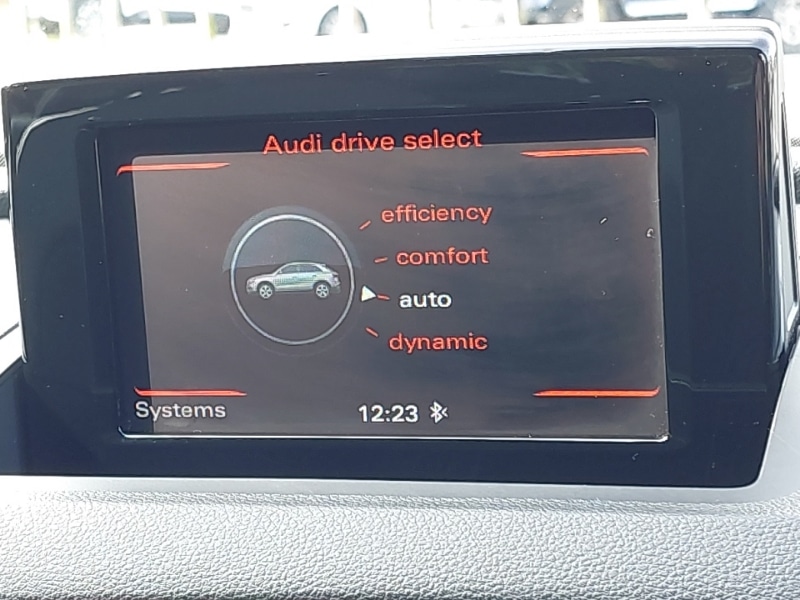 Audi drive select
efficiency
comfort
auto
dynamic
Systems 12:23